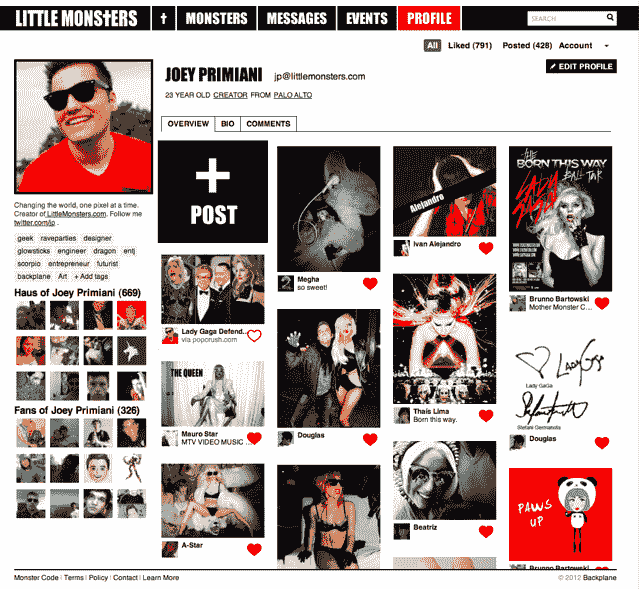 LITTLE MONSTERS
†
MONSTERS
MESSAGES
EVENTS
PROFILE
SEARCH
All Liked (791) Posted (428) Account
JOEY PRIMIANI jp@littlemonsters.com
EDIT PROFILE
23 YEAR OLD CREATOR FROM PALO ALTO
OVERVIEW BIO COMMENTS
Changing the world, one pixel at a time.
Creator of LittleMonsters.com. Follow me
twitter.com/jp .
geek raveparties designer
glowsticks engineer dragon entj
scorpio entrepreneur futurist
backplane Art + Add tags
Haus of Joey Primiani (669)
Fans of Joey Primiani (326)
+
POST
Lady Gaga Defend...
via poporush.com
THE QUEEN
Mauro Star
MTV VIDEO MUSIC ...
A-Star
Megha
so sweet!
Douglas
Alejandro
Ivan Alejandro
Thaís Lima
Born this way.
Beatriz
THE
BORN THIS WAY
BALL TOUR
LADY
GAGA
Brunno Bartowski
Mother Monster C...
Lady GaGa
Stefani Germanotta
Douglas
PAWS
UP
Brunno Bartowski
Monster Code | Terms | Policy | Contact | Learn More
© 2012 Backplane